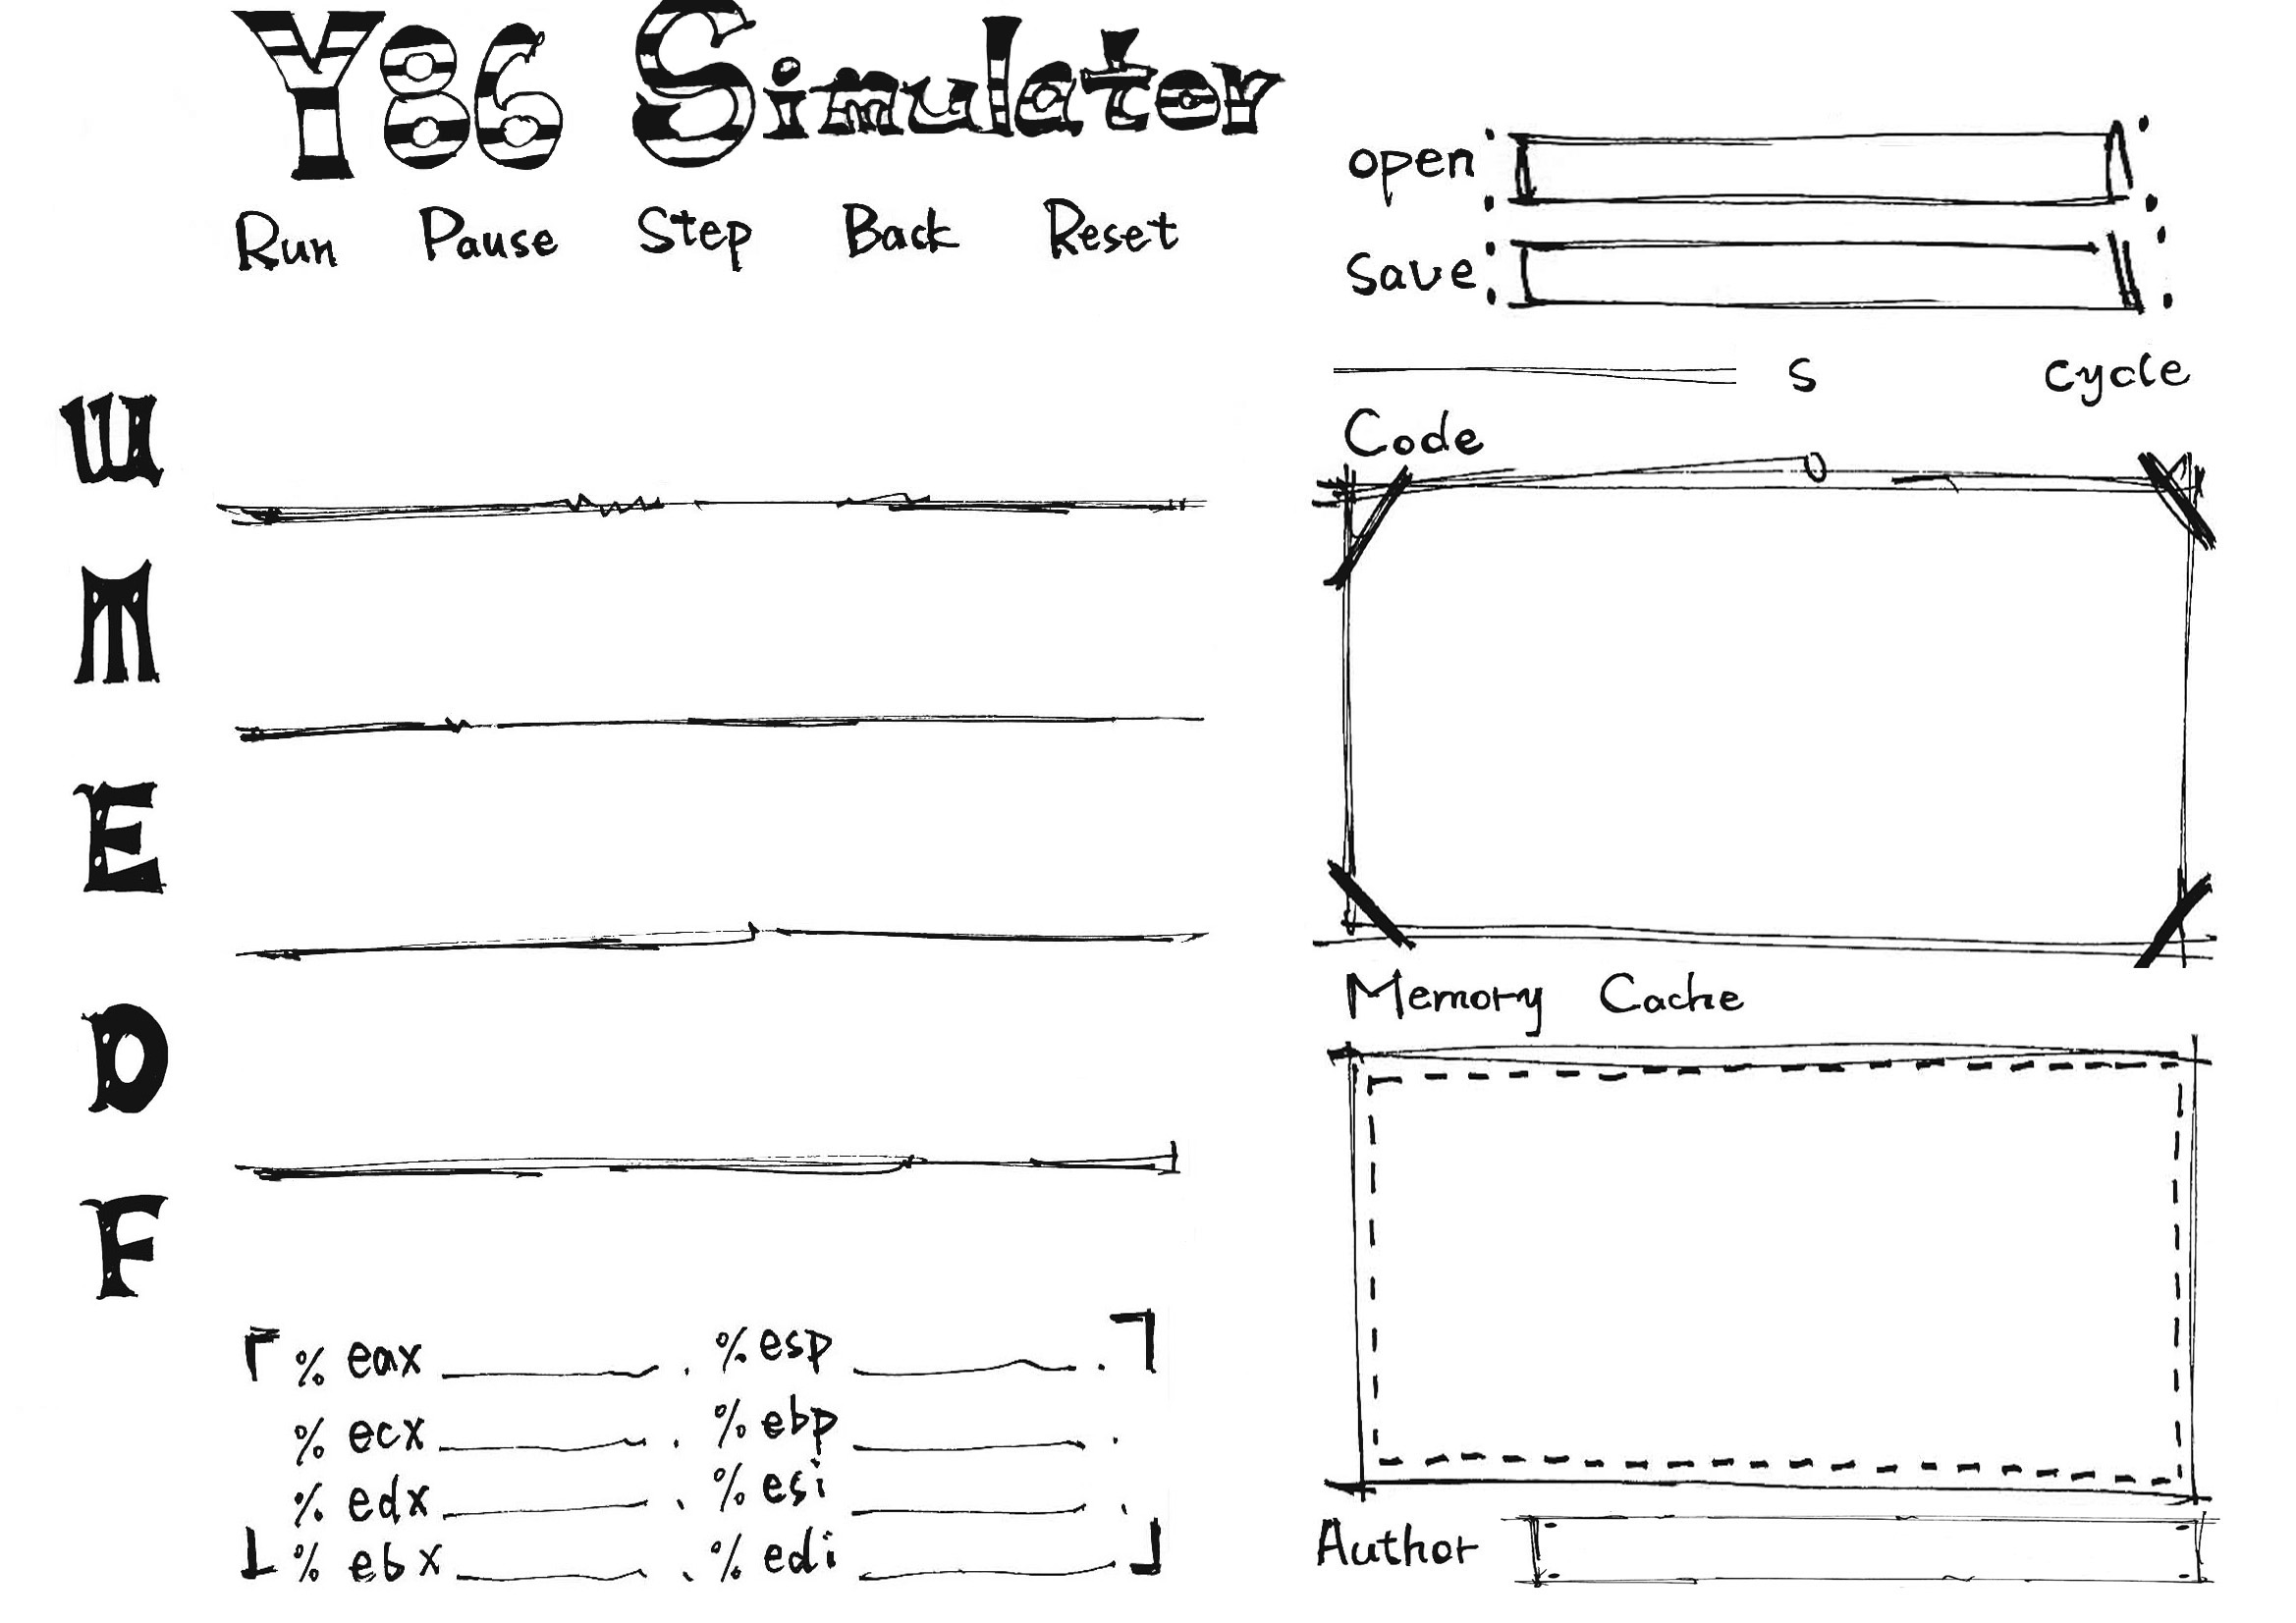 Y86 Simulator
Run Pause Step Back Reset
open
save
s cycle
Code
W
M
E
D
F
Memory Cache
% eax . % esp .
% ecx . % ebp .
% edx . % esi .
% ebx . % edi
Author